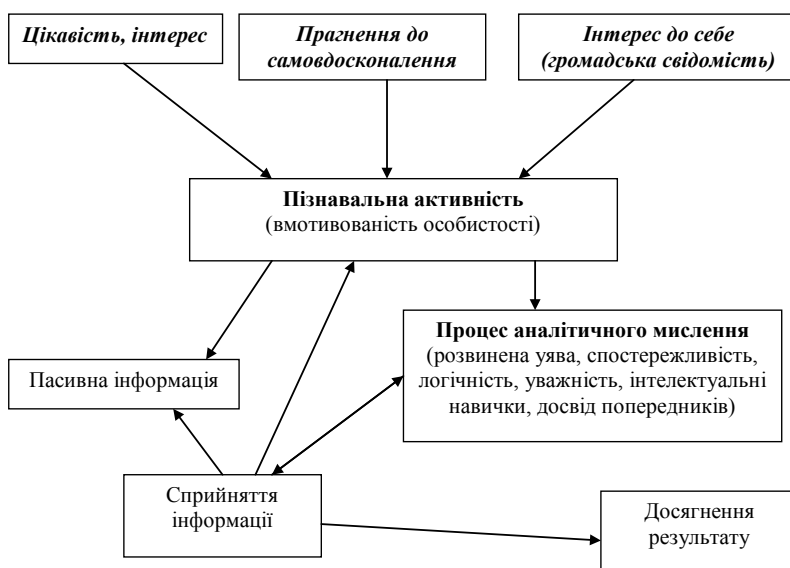 Цікавість, інтерес
Прагнення до
самовдосконалення
Інтерес до себе
(громадська свідомість)
Пізнавальна активність
(вмотивованість особистості)
Процес аналітичного мислення
(розвинена уява, спостережливість,
логічність, уважність, інтелектуальні
навички, досвід попередників)
Пасивна інформація
Сприйняття
інформації
Досягнення
результату